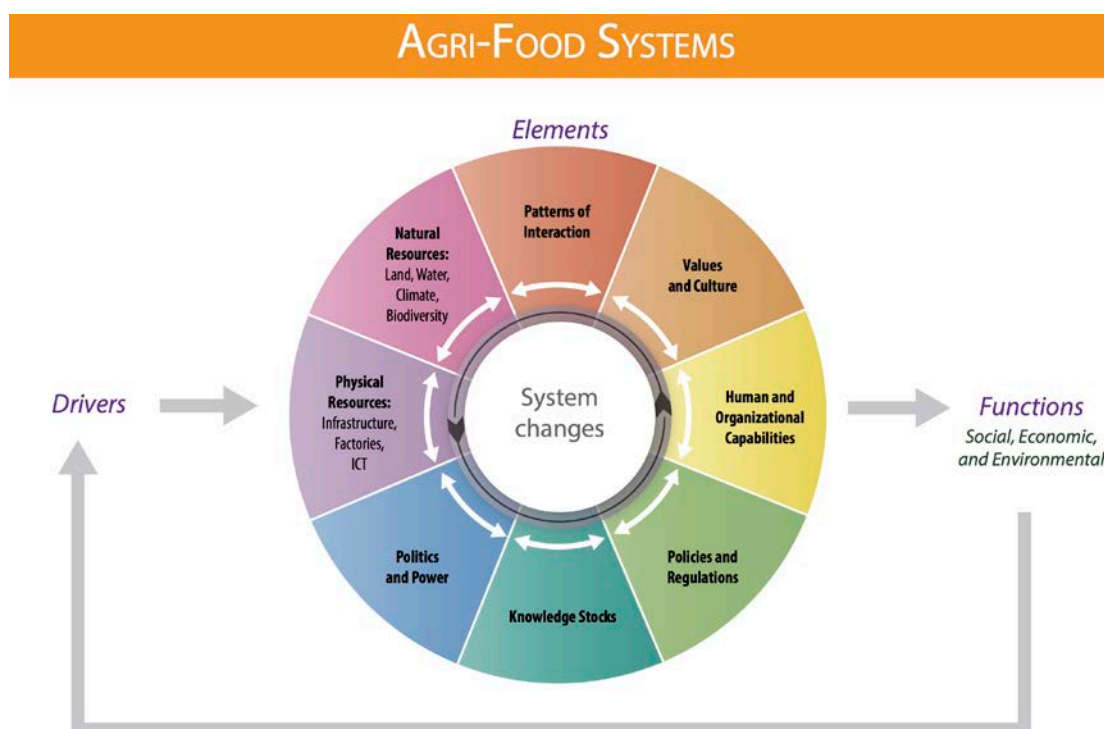 AGRI-FOOD SYSTEMS
Elements
Patterns of
Interaction
Values
and Culture
Human and
Organizational
Capabilities
Policies and
Regulations
Knowledge Stocks
Politics
and Power
Physical
Resources:
Infrastructure,
Factories,
ICT
Natural
Resources:
Land, Water,
Climate,
Biodiversity
System
changes
Drivers
Functions
Social, Economic,
and Environmental